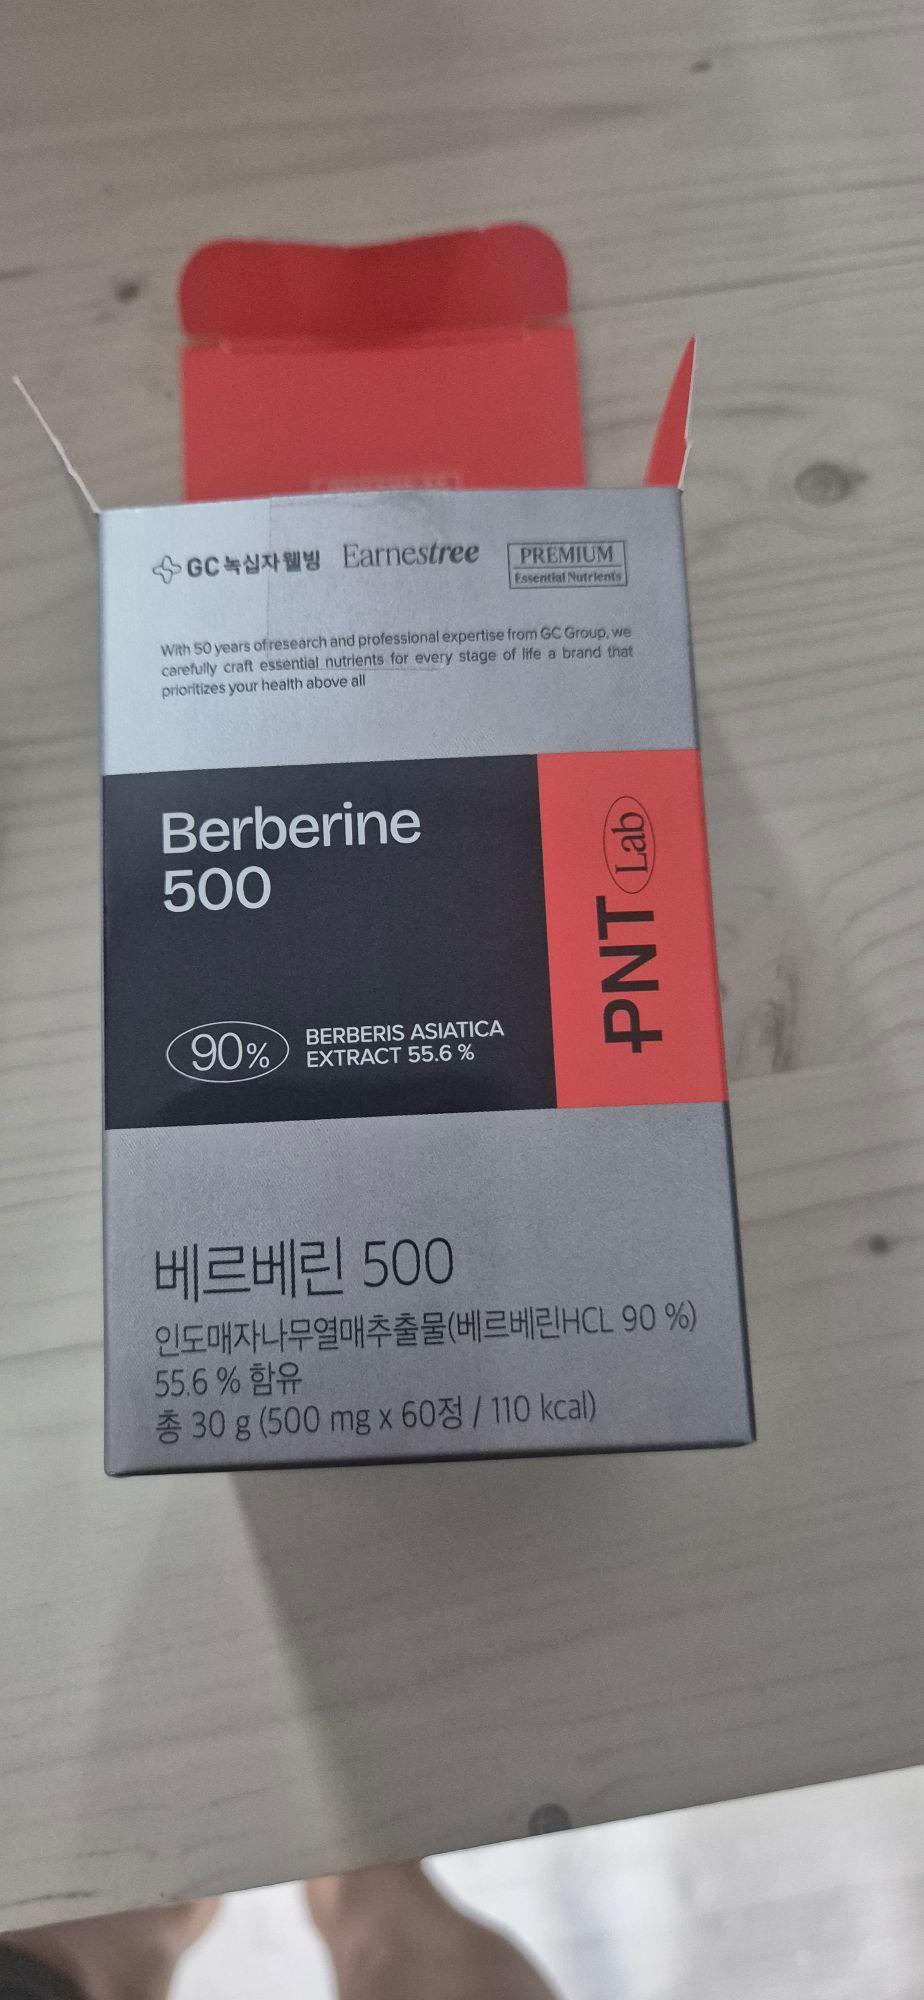 GC녹십자웰빙 Earnestree PREMIUM
Essential Nutrients
With 50 years of research and professional expertise from GC Group, we
carefully craft essential nutrients for every stage of life a brand that
prioritizes your health above all
Berberine
500
90% BERBERIS ASIATICA
EXTRACT 55.6 %
PNT Lab
베르베린 500
인도매자나무열매추출물(베르베린HCL 90 %)
55.6 % 함유
총 30 g (500 mg x 60정 / 110 kcal)